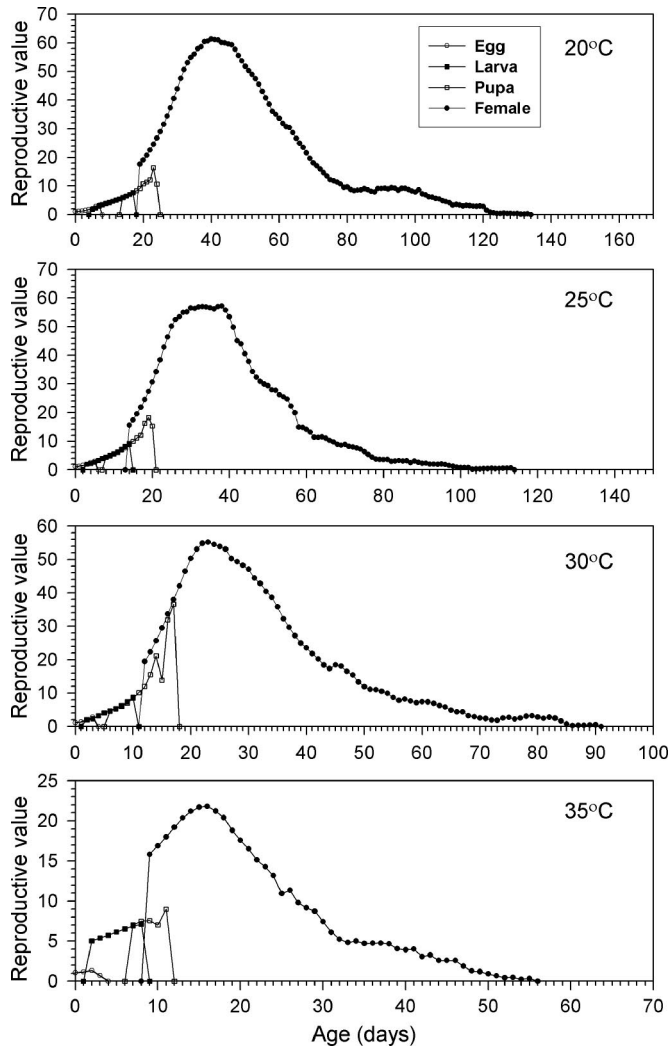 70
60
50
40
30
20
10
0
Reproductive value
Egg
Larva
Pupa
Female
20°C
0 20 40 60 80 100 120 140 160
70
60
50
40
30
20
10
0
Reproductive value
25°C
0 20 40 60 80 100 120 140
60
50
40
30
20
10
0
Reproductive value
30°C
0 10 20 30 40 50 60 70 80 90 100
25
20
15
10
5
0
Reproductive value
35°C
0 10 20 30 40 50 60 70
Age (days)